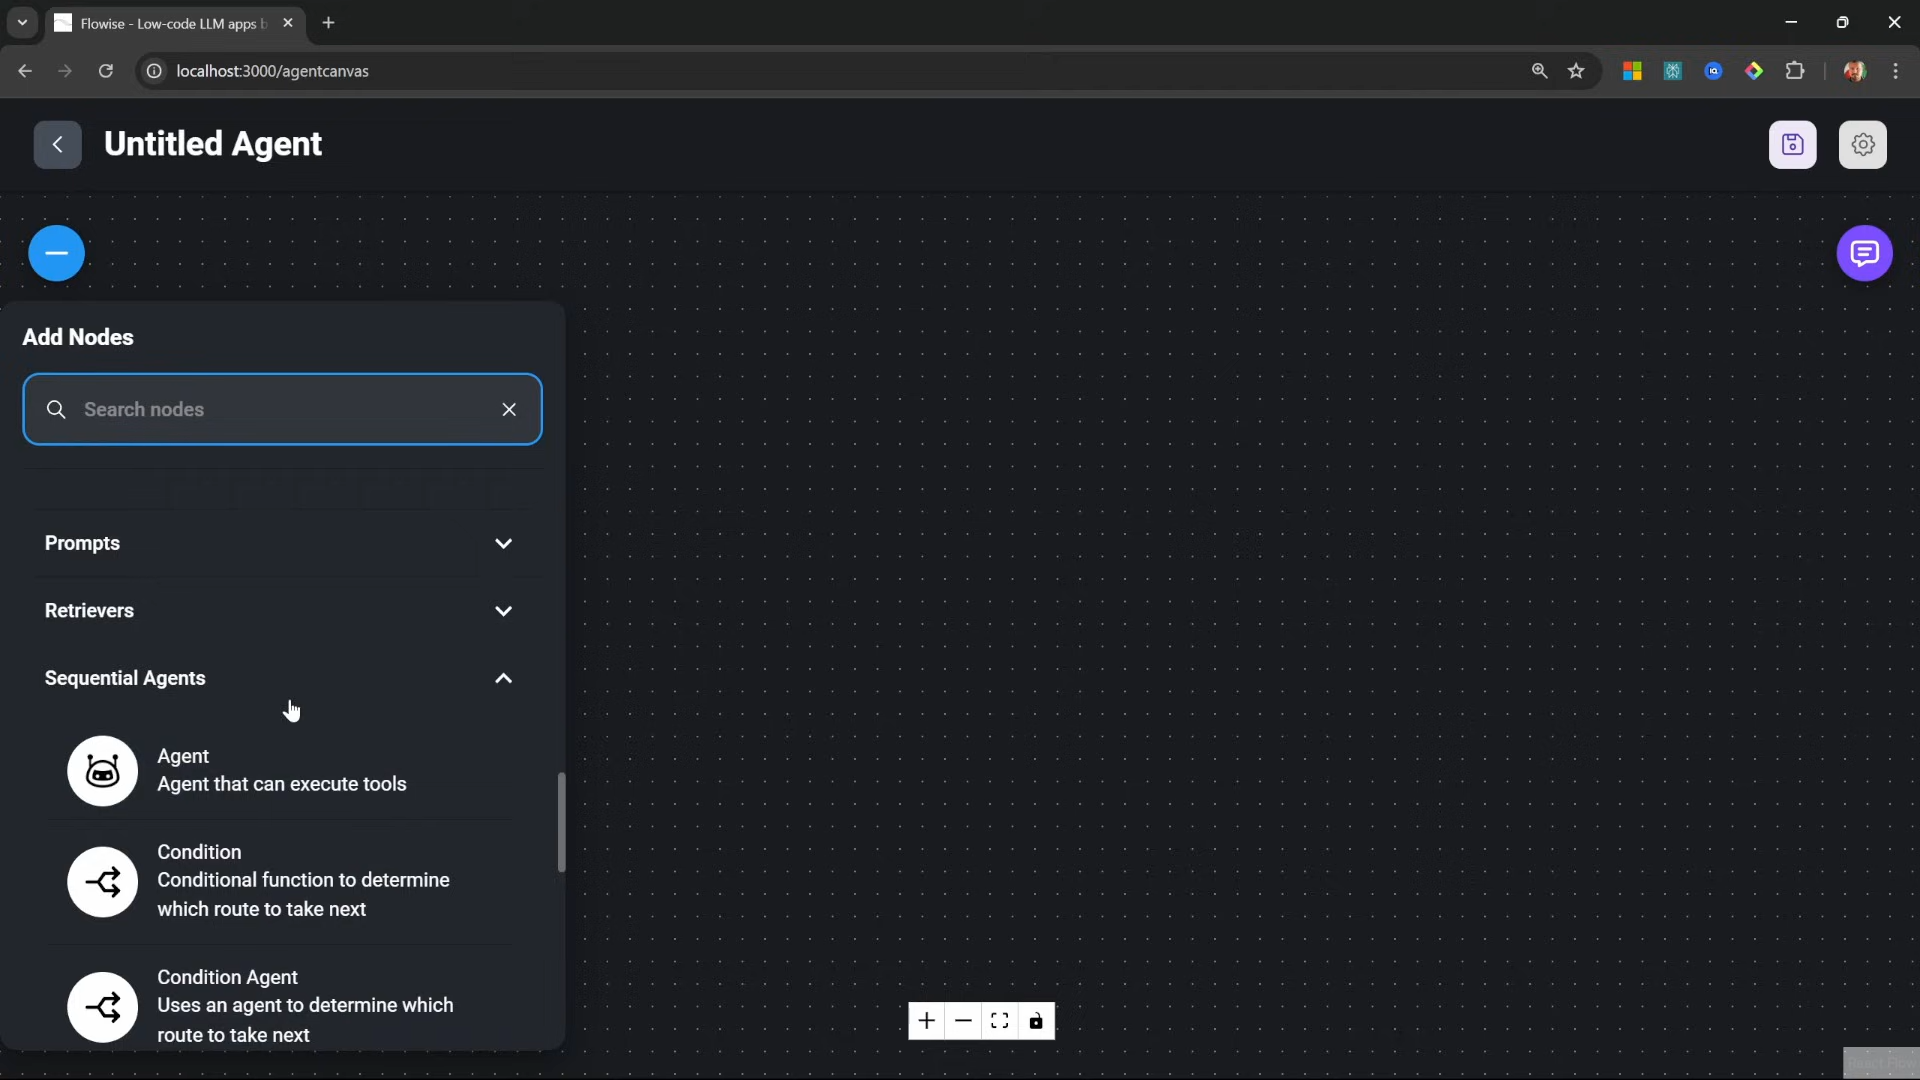 Flowise - Low-code LLM apps b
localhost:3000/agentcanvas
Untitled Agent
Add Nodes
Search nodes
Prompts
Retrievers
Sequential Agents
Agent
Agent that can execute tools
Condition
Conditional function to determine
which route to take next
Condition Agent
Uses an agent to determine which
route to take next
React Flow